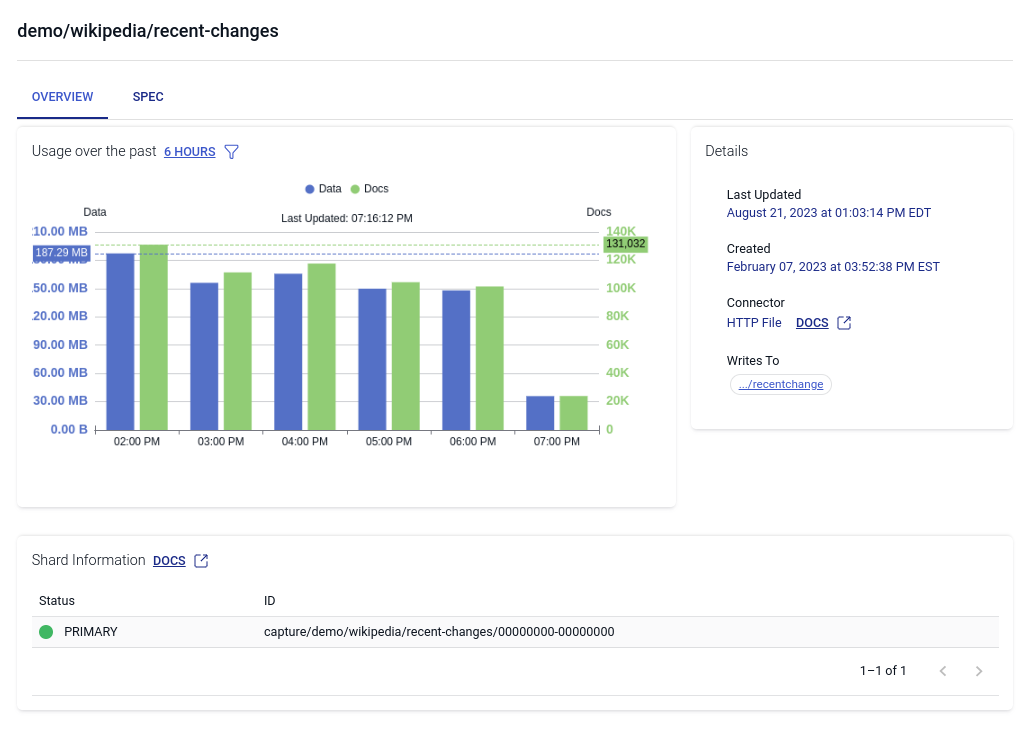 demo/wikipedia/recent-changes
OVERVIEW SPEC
Usage over the past 6 HOURS
Data Docs
Data Last Updated: 07:16:12 PM Docs
:10.00 MB 140K
187.29 MB 131,032
120K
50.00 MB 100K
20.00 MB 80K
90.00 MB 60K
60.00 MB 40K
30.00 MB 20K
0.00 B 0
02:00 PM 03:00 PM 04:00 PM 05:00 PM 06:00 PM 07:00 PM
Details
Last Updated
August 21, 2023 at 01:03:14 PM EDT
Created
February 07, 2023 at 03:52:38 PM EST
Connector
HTTP File DOCS
Writes To
.../recentchange
Shard Information DOCS
Status ID
PRIMARY capture/demo/wikipedia/recent-changes/00000000-00000000
1–1 of 1